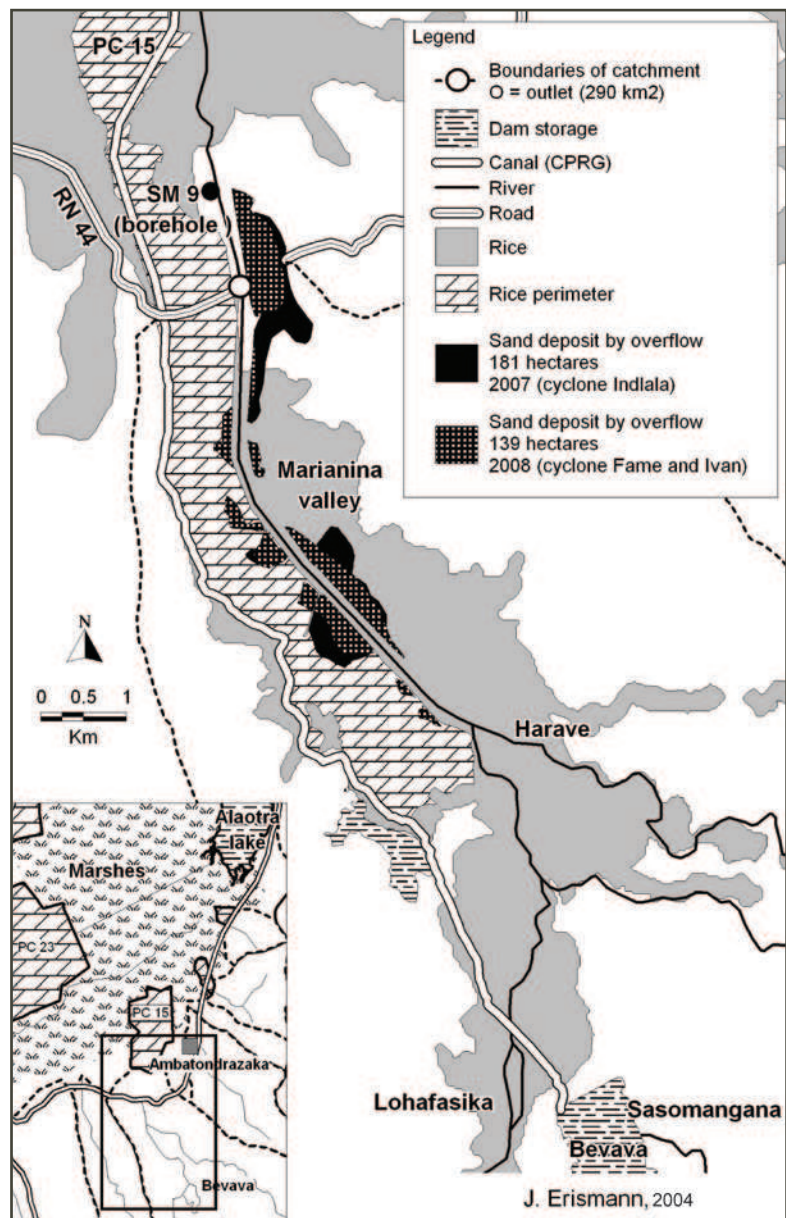 PC 15
SM 9
(borehole )
RN 44
Marianina
valley
N
0 0.5 1
Km
Harave
Lohafasika
Sasomangana
Bevava
J. Erismann, 2004
Legend
Boundaries of catchment
O = outlet (290 km2)
Dam storage
Canal (CPRG)
River
Road
Rice
Rice perimeter
Sand deposit by overflow
181 hectares
2007 (cyclone Indlala)
Sand deposit by overflow
139 hectares
2008 (cyclone Fame and Ivan)
Alaotra
lake
Marshes
PC 23
PC 15
Ambatondrazaka
Bevava